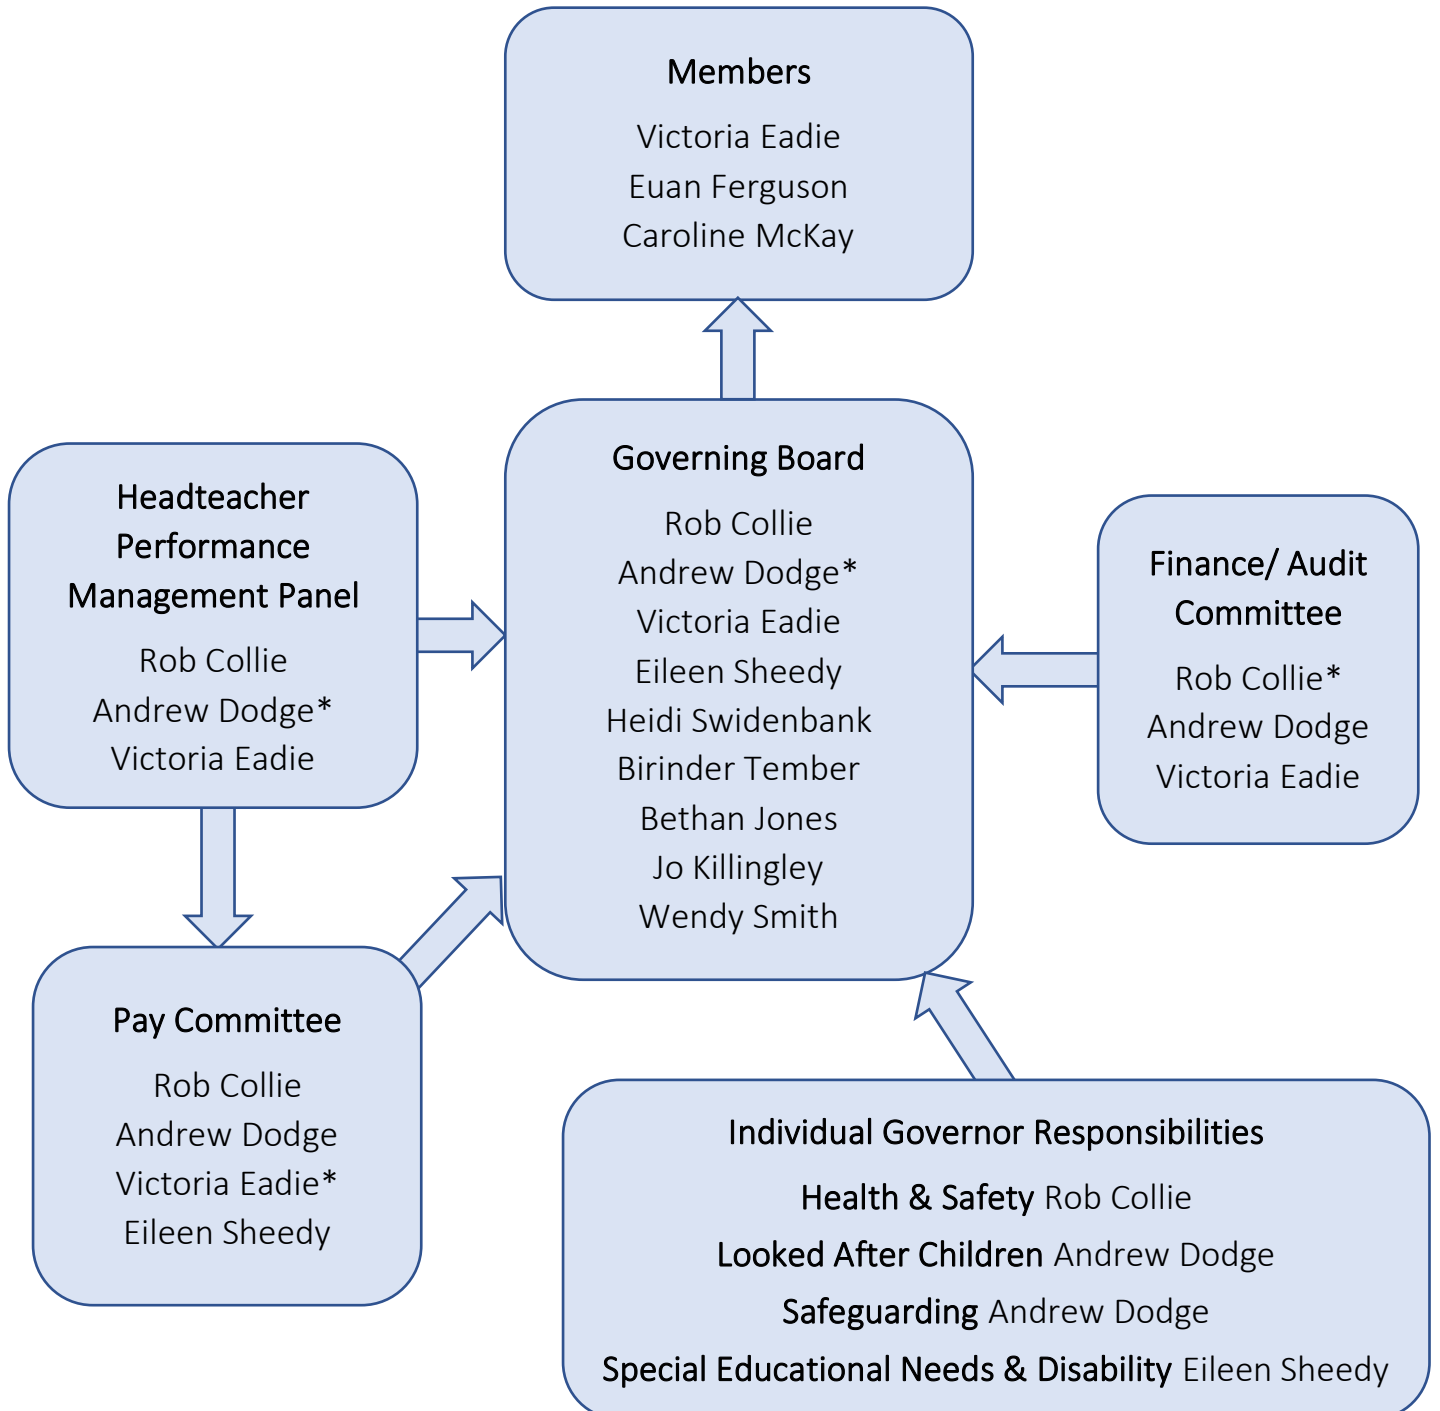 Members
Victoria Eadie
Euan Ferguson
Caroline McKay
Headteacher
Performance
Management Panel
Rob Collie
Andrew Dodge*
Victoria Eadie
Governing Board
Rob Collie
Andrew Dodge*
Victoria Eadie
Eileen Sheedy
Heidi Swidenbank
Birinder Tember
Bethan Jones
Jo Killingley
Wendy Smith
Finance/ Audit
Committee
Rob Collie*
Andrew Dodge
Victoria Eadie
Pay Committee
Rob Collie
Andrew Dodge
Victoria Eadie*
Eileen Sheedy
Individual Governor Responsibilities
Health & Safety Rob Collie
Looked After Children Andrew Dodge
Safeguarding Andrew Dodge
Special Educational Needs & Disability Eileen Sheedy